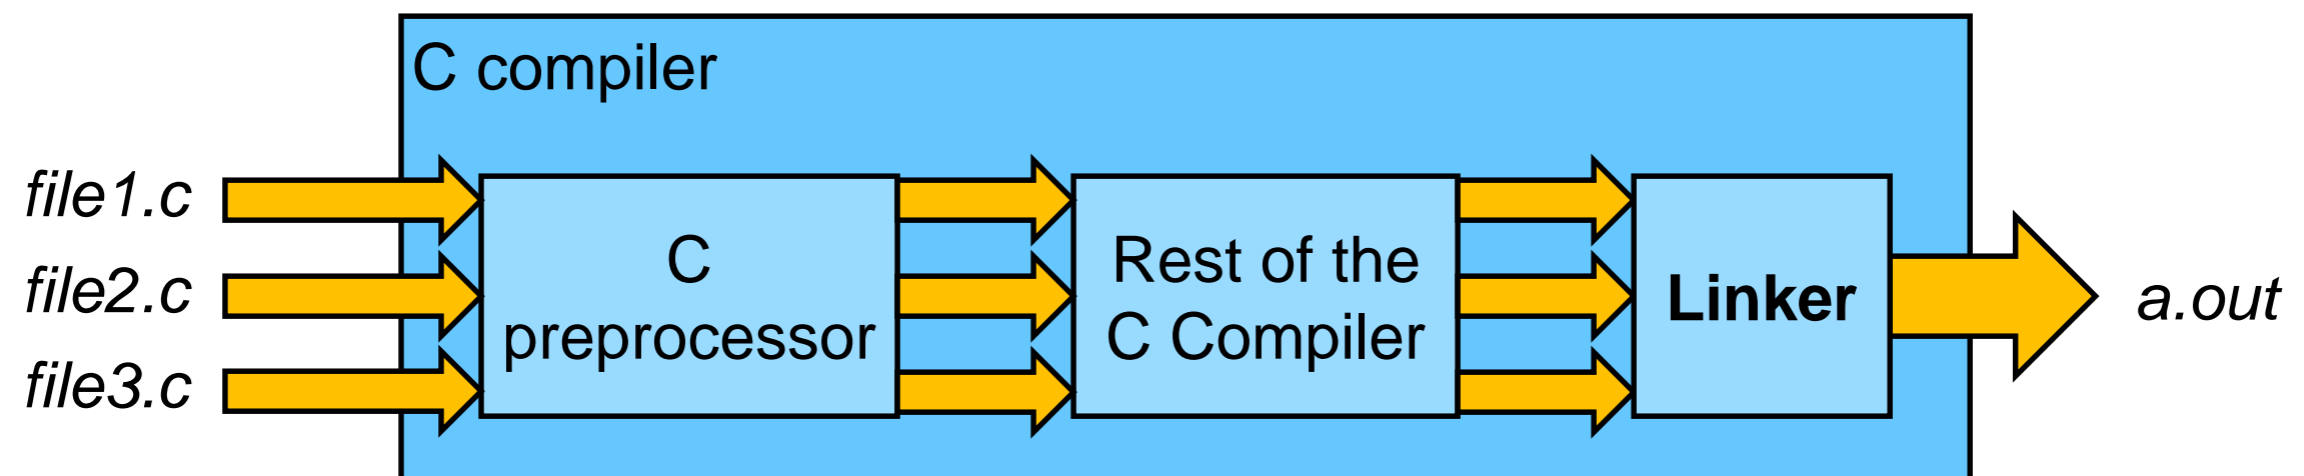 C compiler
file1.c
file2.c
file3.c
C
preprocessor
Rest of the
C Compiler
Linker
a.out